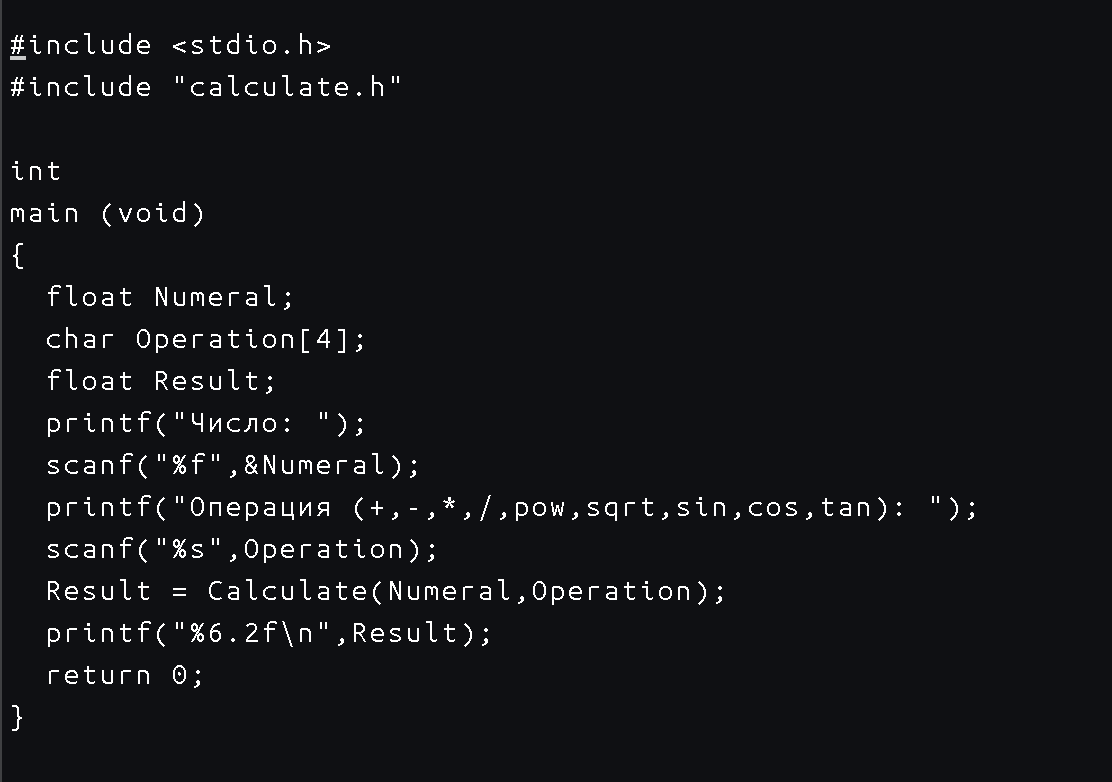 #include <stdio.h>
#include "calculate.h"
int
main (void)
{
  float Numeral;
  char Operation[4];
  float Result;
  printf("Число: ");
  scanf("%f",&Numeral);
  printf("Операция (+,-,*,/,pow,sqrt,sin,cos,tan): ");
  scanf("%s",Operation);
  Result = Calculate(Numeral,Operation);
  printf("%6.2f\n",Result);
  return 0;
}